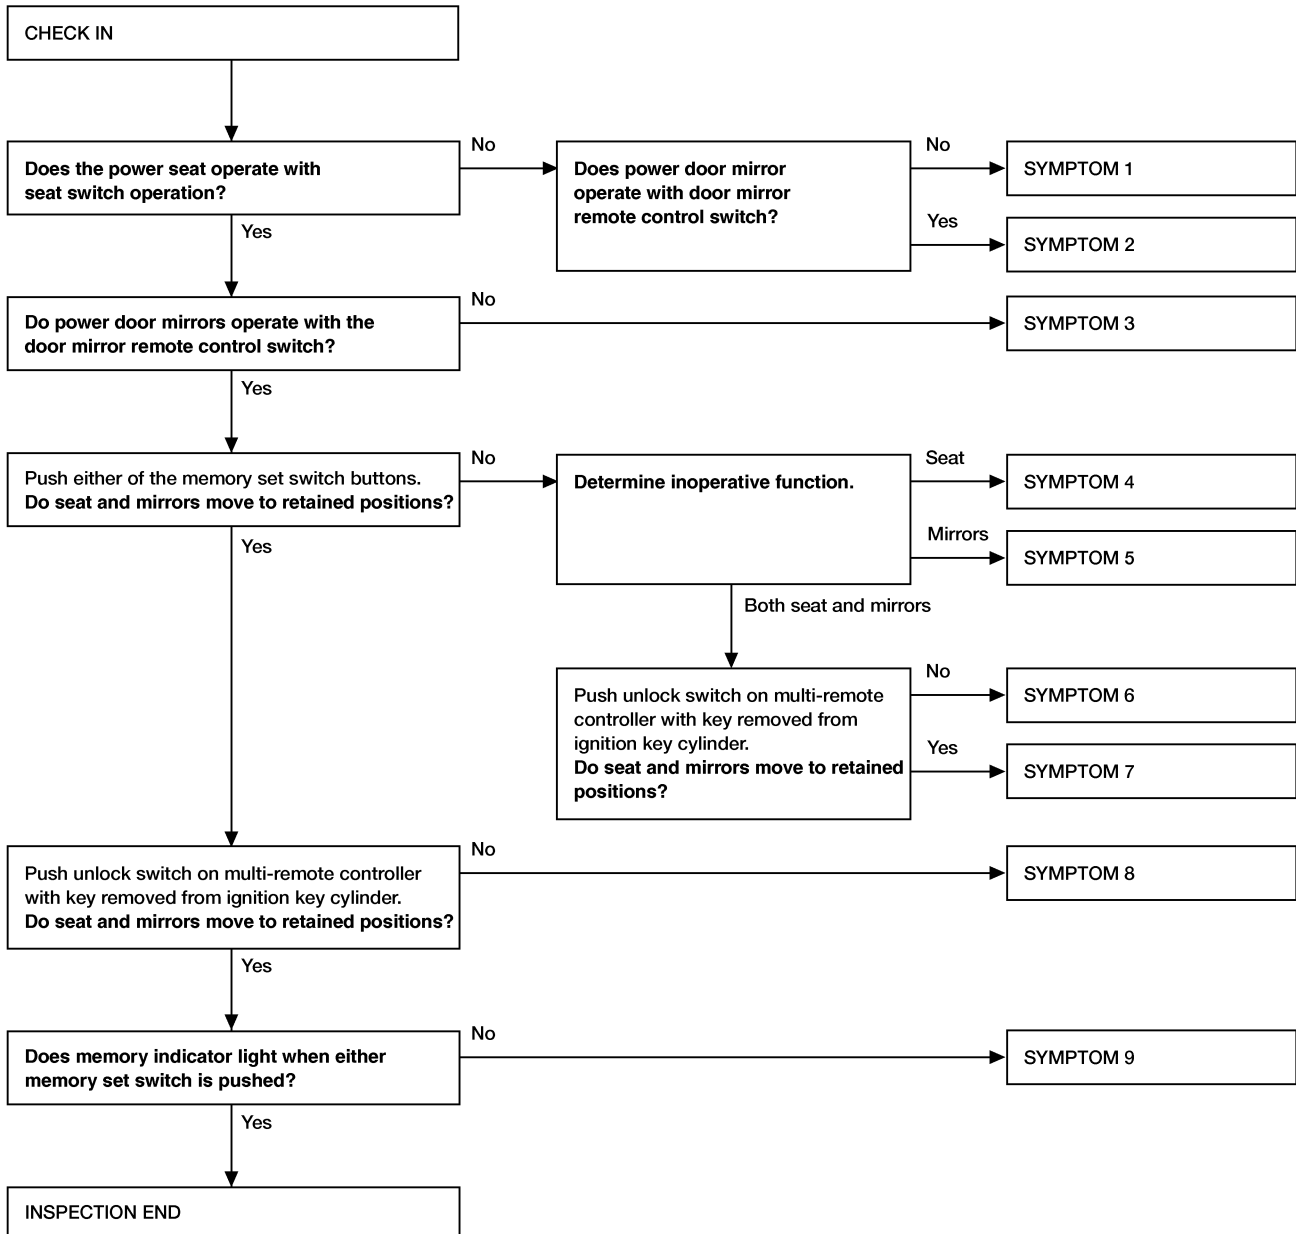 CHECK IN
Does the power seat operate with
seat switch operation?
No
Does power door mirror
operate with door mirror
remote control switch?
No
SYMPTOM 1
Yes
SYMPTOM 2
Yes
Do power door mirrors operate with the
door mirror remote control switch?
No
SYMPTOM 3
Yes
Push either of the memory set switch buttons.
Do seat and mirrors move to retained positions?
No
Determine inoperative function.
Seat
SYMPTOM 4
Mirrors
SYMPTOM 5
Both seat and mirrors
Push unlock switch on multi-remote
controller with key removed from
ignition key cylinder.
Do seat and mirrors move to retained
positions?
No
SYMPTOM 6
Yes
SYMPTOM 7
Yes
Push unlock switch on multi-remote controller
with key removed from ignition key cylinder.
Do seat and mirrors move to retained positions?
No
SYMPTOM 8
Yes
Does memory indicator light when either
memory set switch is pushed?
No
SYMPTOM 9
Yes
INSPECTION END